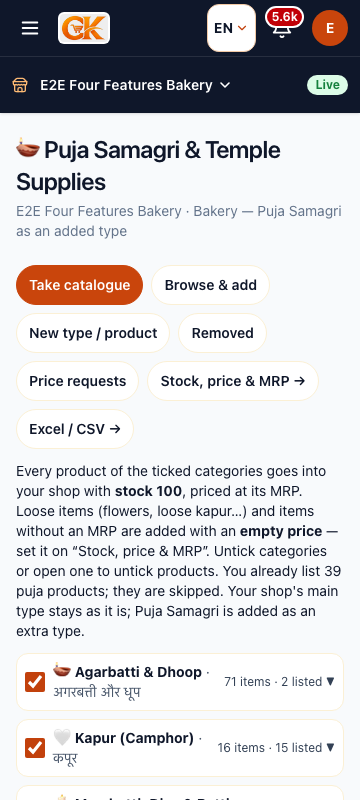 GK
EN
5.6k
E
E2E Four Features Bakery
Live
Puja Samagri & Temple
Supplies
E2E Four Features Bakery · Bakery — Puja Samagri
as an added type
Take catalogue
Browse & add
New type / product
Removed
Price requests
Stock, price & MRP →
Excel / CSV →
Every product of the ticked categories goes into
your shop with stock 100, priced at its MRP.
Loose items (flowers, loose kapur…) and items
without an MRP are added with an empty price —
set it on “Stock, price & MRP”. Untick categories
or open one to untick products. You already list 39
puja products; they are skipped. Your shop's main
type stays as it is; Puja Samagri is added as an
extra type.
Agarbatti & Dhoop ·
अगरबत्ती और धूप
71 items · 2 listed ▼
Kapur (Camphor) ·
कपूर
16 items · 15 listed ▼